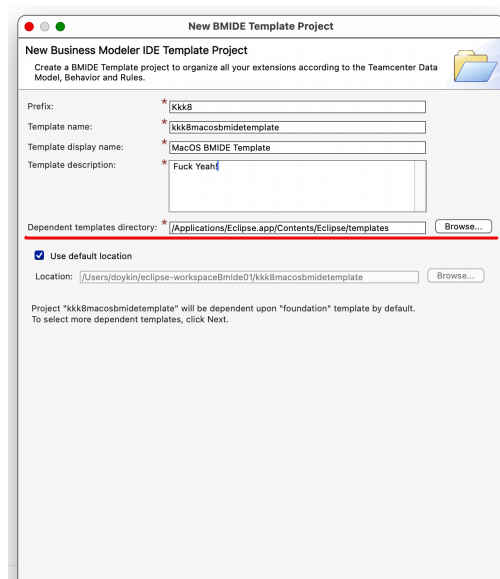 New BMIDE Template Project
New Business Modeler IDE Template Project
Create a BMIDE Template project to organize all your extensions according to the Teamcenter Data
Model, Behavior and Rules.
Prefix: * Kkk8
Template name: * kkk8macosbmidetemplate
Template display name: * MacOS BMIDE Template
Template description: * Fuck Yeah!
Dependent templates directory: * /Applications/Eclipse.app/Contents/Eclipse/templates Browse...
Use default location
Location: /Users/doykin/eclipse-workspaceBmIde01/kkk8macosbmidetemplate Browse...
Project "kkk8macosbmidetemplate" will be dependent upon "foundation" template by default.
To select more dependent templates, click Next.